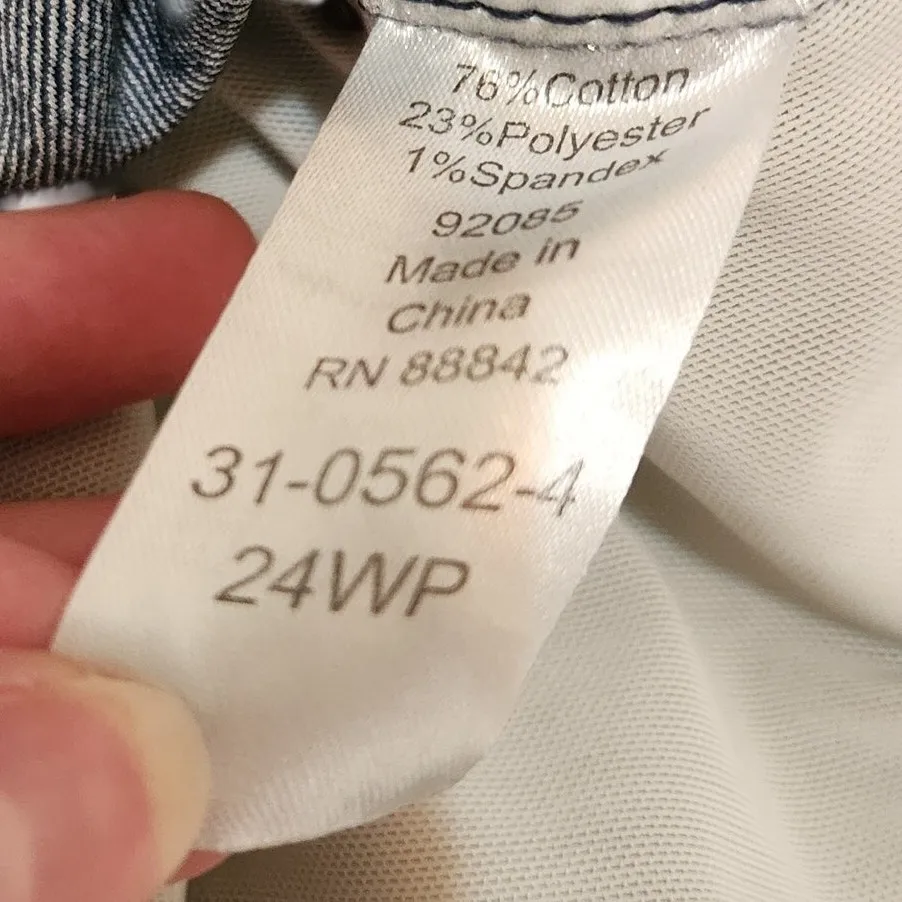 76%Cotton
23%Polyester
1%Spandex
92085
Made in
China
RN 88842
31-0562-4
24WP